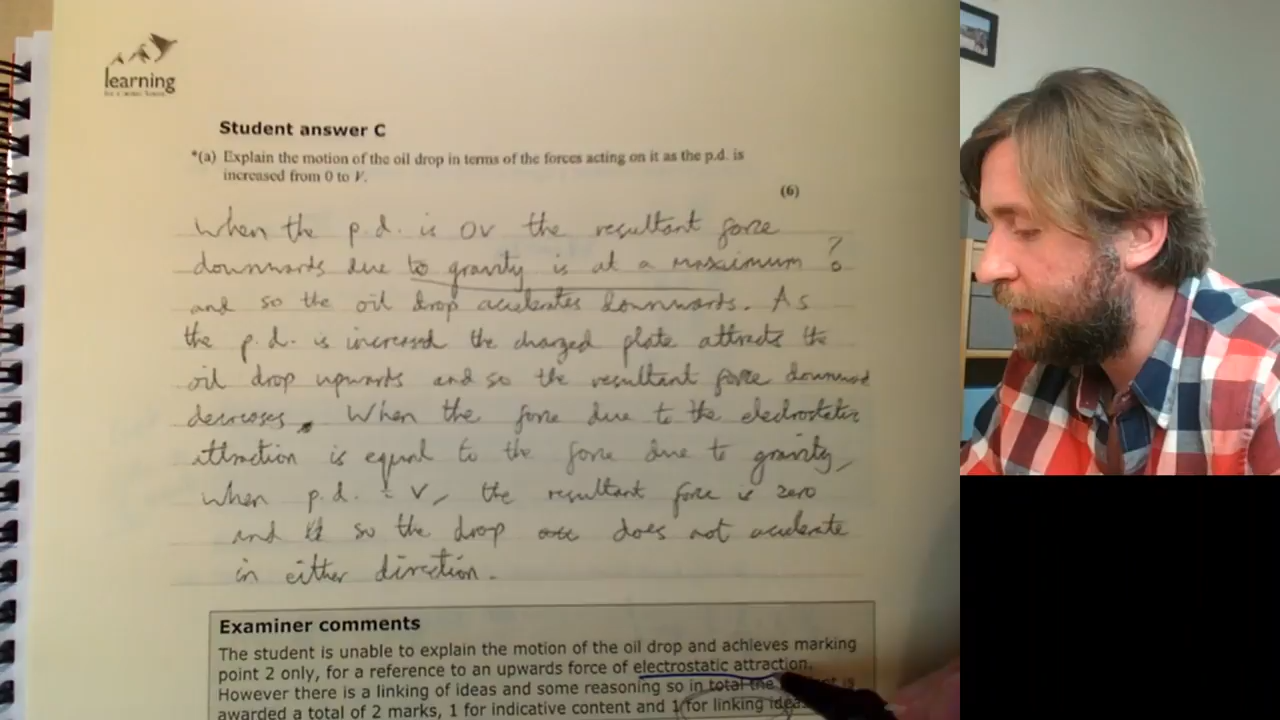 learning
Student answer C
*(a) Explain the motion of the oil drop in terms of the forces acting on it as the p.d. is
increased from 0 to V.
(6)
When the p.d. is 0V the resultant force
downwards due to gravity is at a maximum ?
and so the oil drop acelerates downwards. As
the p.d. is increased the charged plate attracts the
oil drop upwards and so the resultant force downward
decreases. When the force due to the electrostatic
attraction is equal to the force due to gravity,
when p.d. = V, the resultant force is zero
and so the drop does not acelerate
in either direction.
Examiner comments
The student is unable to explain the motion of the oil drop and achieves marking
point 2 only, for a reference to an upwards force of electrostatic attraction.
However there is a linking of ideas and some reasoning so in total the is
awarded a total of 2 marks, 1 for indicative content and 1 for linking ideas